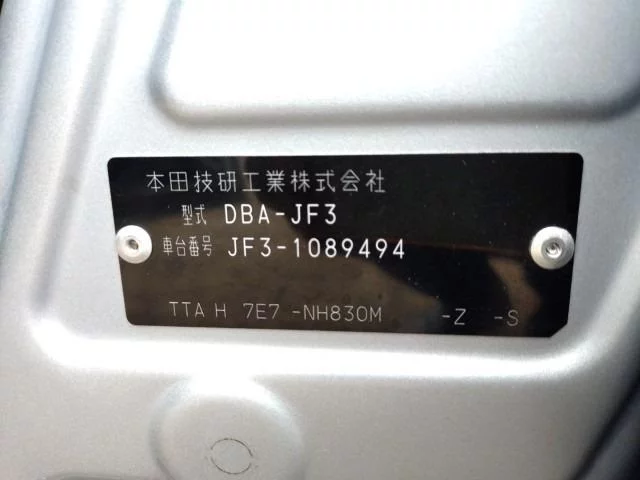 本田技研工業株式会社
型式 DBA-JF3
車台番号 JF3-1089494
TTA H 7E7 -NH830M -Z -S